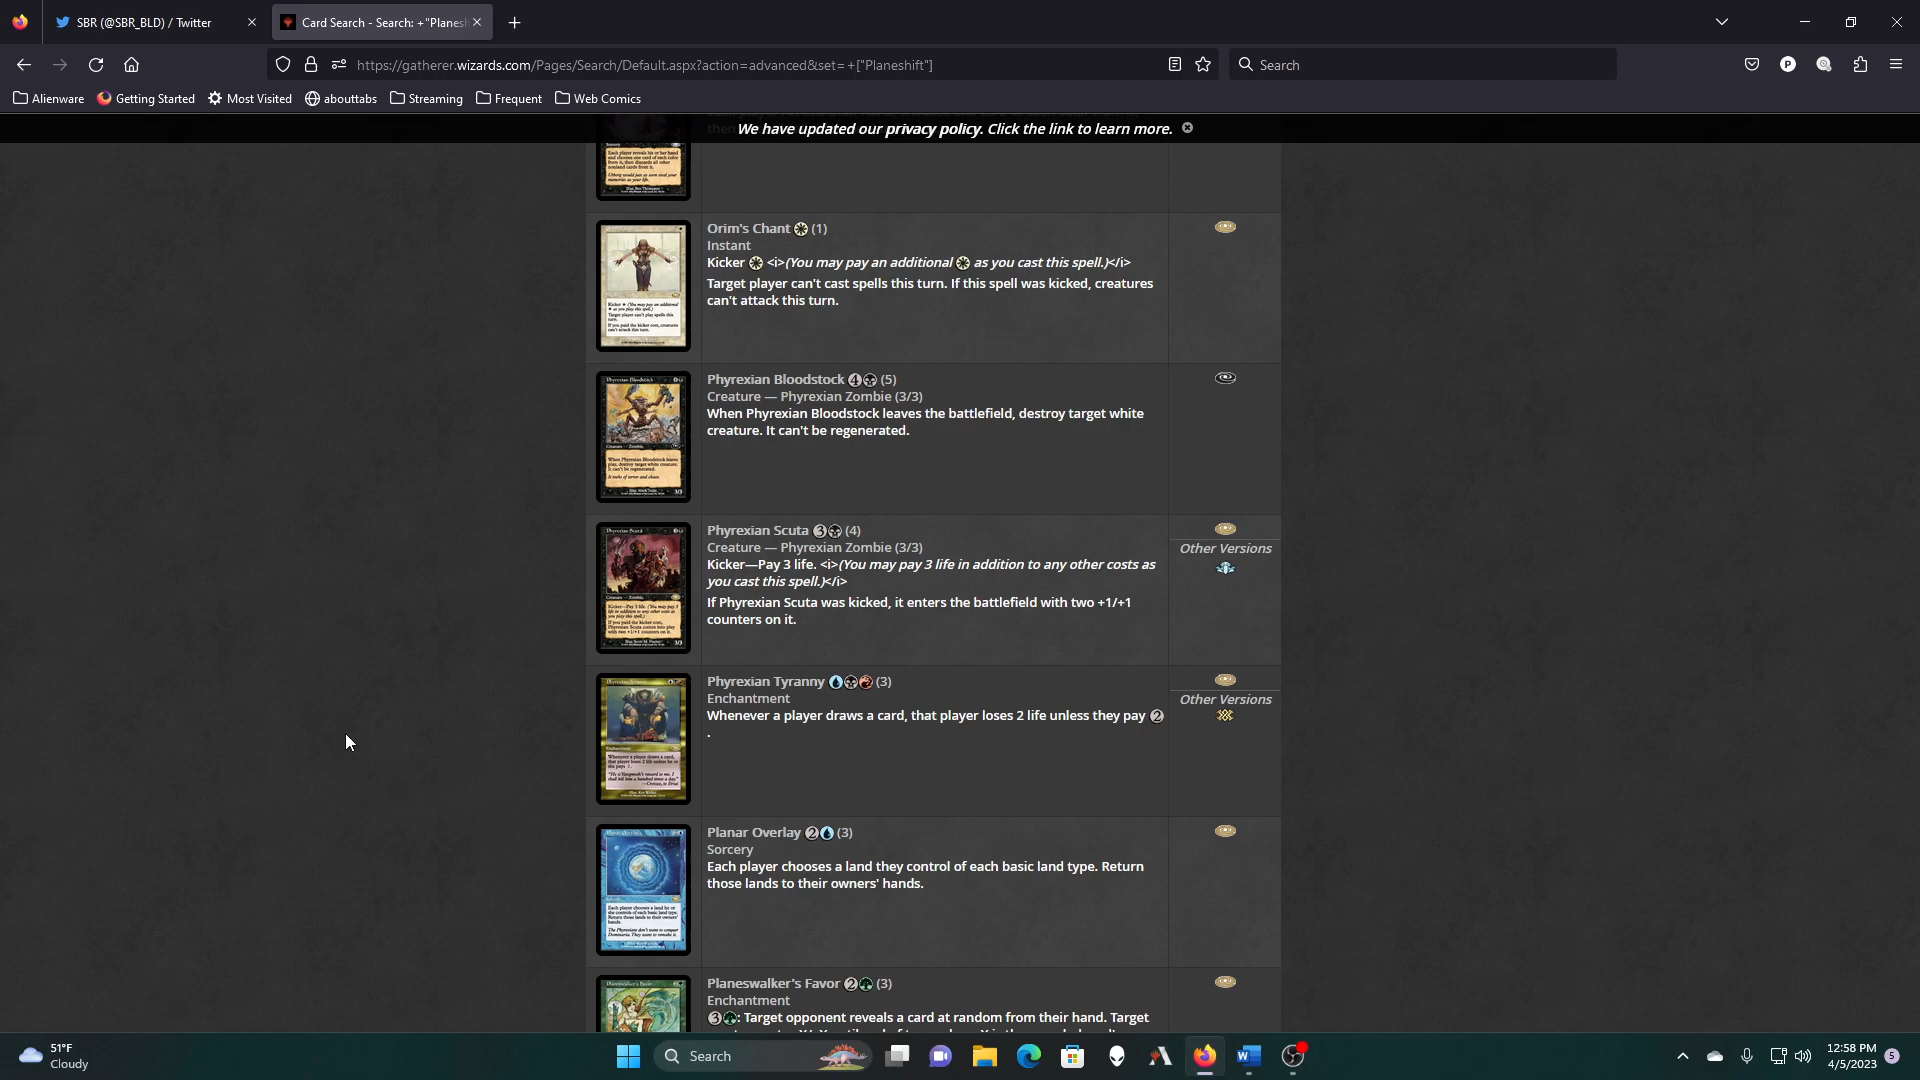 SBR (@SBR_BLD) / Twitter
Card Search - Search: +"Planesh
https://gatherer.wizards.com/Pages/Search/Default.aspx?action=advanced&set=+["Planeshift"]
Search
Alienware
Getting Started
Most Visited
abouttabs
Streaming
Frequent
Web Comics
We have updated our privacy policy. Click the link to learn more.
Orim's Chant (1)
Instant
Kicker <i>(You may pay an additional as you cast this spell.)</i>
Target player can't cast spells this turn. If this spell was kicked, creatures
can't attack this turn.
Phyrexian Bloodstock 4 (5)
Creature — Phyrexian Zombie (3/3)
When Phyrexian Bloodstock leaves the battlefield, destroy target white
creature. It can't be regenerated.
Phyrexian Scuta 3 (4)
Creature — Phyrexian Zombie (3/3)
Kicker—Pay 3 life. <i>(You may pay 3 life in addition to any other costs as
you cast this spell.)</i>
If Phyrexian Scuta was kicked, it enters the battlefield with two +1/+1
counters on it.
Other Versions
Phyrexian Tyranny (3)
Enchantment
Whenever a player draws a card, that player loses 2 life unless they pay 2
.
Other Versions
Planar Overlay 2 (3)
Sorcery
Each player chooses a land they control of each basic land type. Return
those lands to their owners' hands.
Planeswalker's Favor 2 (3)
Enchantment
3 : Target opponent reveals a card at random from their hand. Target
51°F
Cloudy
Search
12:58 PM
4/5/2023
5